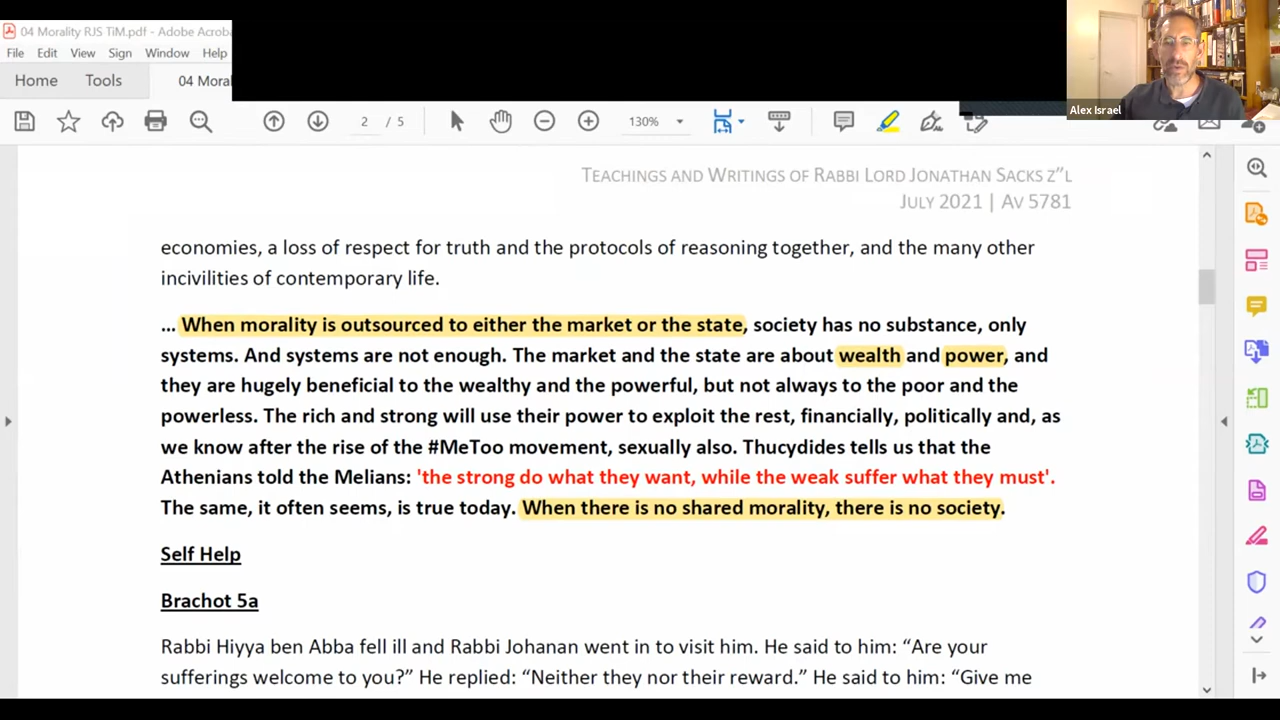 04 Morality RJS TiM.pdf - Adobe Acroba
File Edit View Sign Window Help
Home Tools 04 Moral
Alex Israel
2 / 5 130%
TEACHINGS AND WRITINGS OF RABBI LORD JONATHAN SACKS Z"L
JULY 2021 | AV 5781
economies, a loss of respect for truth and the protocols of reasoning together, and the many other
incivilities of contemporary life.
... When morality is outsourced to either the market or the state, society has no substance, only
systems. And systems are not enough. The market and the state are about wealth and power, and
they are hugely beneficial to the wealthy and the powerful, but not always to the poor and the
powerless. The rich and strong will use their power to exploit the rest, financially, politically and, as
we know after the rise of the #MeToo movement, sexually also. Thucydides tells us that the
Athenians told the Melians: 'the strong do what they want, while the weak suffer what they must'.
The same, it often seems, is true today. When there is no shared morality, there is no society.
Self Help
Brachot 5a
Rabbi Hiyya ben Abba fell ill and Rabbi Johanan went in to visit him. He said to him: “Are your
sufferings welcome to you?” He replied: “Neither they nor their reward.” He said to him: “Give me